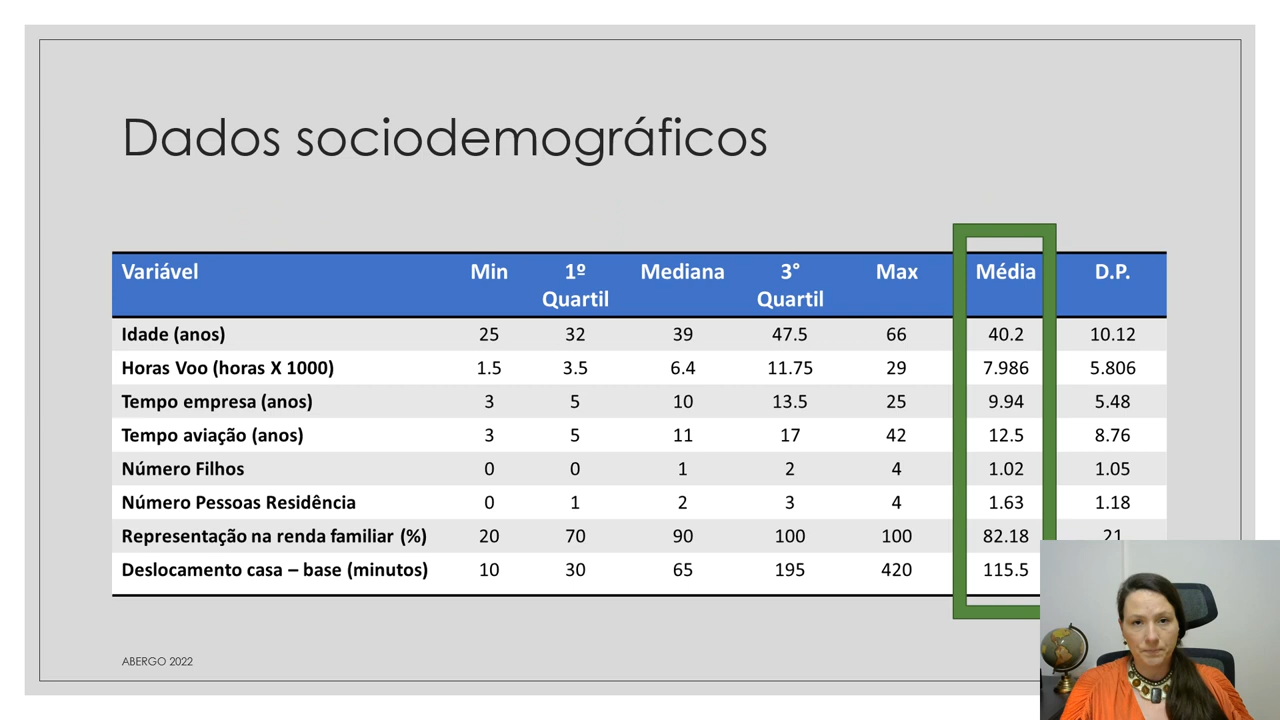 Dados sociodemográficos
Variável Min 1º Quartil Mediana 3° Quartil Max Média D.P.
Idade (anos) 25 32 39 47.5 66 40.2 10.12
Horas Voo (horas X 1000) 1.5 3.5 6.4 11.75 29 7.986 5.806
Tempo empresa (anos) 3 5 10 13.5 25 9.94 5.48
Tempo aviação (anos) 3 5 11 17 42 12.5 8.76
Número Filhos 0 0 1 2 4 1.02 1.05
Número Pessoas Residência 0 1 2 3 4 1.63 1.18
Representação na renda familiar (%) 20 70 90 100 100 82.18 21
Deslocamento casa – base (minutos) 10 30 65 195 420 115.5
ABERGO 2022